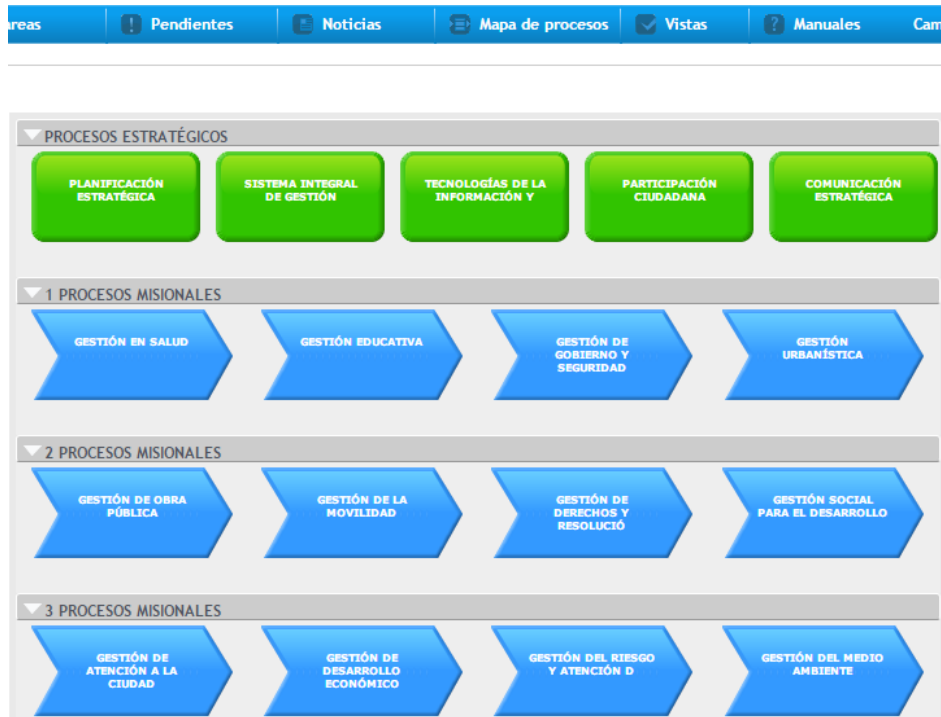 reas
Pendientes
Noticias
Mapa de procesos
Vistas
Manuales
Cam
PROCESOS ESTRATÉGICOS
PLANIFICACIÓN
ESTRATÉGICA
SISTEMA INTEGRAL
DE GESTIÓN
TECNOLOGÍAS DE LA
INFORMACIÓN Y
PARTICIPACIÓN
CIUDADANA
COMUNICACIÓN
ESTRATÉGICA
1 PROCESOS MISIONALES
GESTIÓN EN SALUD
GESTIÓN EDUCATIVA
GESTIÓN DE
GOBIERNO Y
SEGURIDAD
GESTIÓN
URBANÍSTICA
2 PROCESOS MISIONALES
GESTIÓN DE OBRA
PÚBLICA
GESTIÓN DE LA
MOVILIDAD
GESTIÓN DE
DERECHOS Y
RESOLUCIÓ
GESTIÓN SOCIAL
PARA EL DESARROLLO
3 PROCESOS MISIONALES
GESTIÓN DE
ATENCIÓN A LA
CIUDAD
GESTIÓN DE
DESARROLLO
ECONÓMICO
GESTIÓN DEL RIESGO
Y ATENCIÓN D
GESTIÓN DEL MEDIO
AMBIENTE